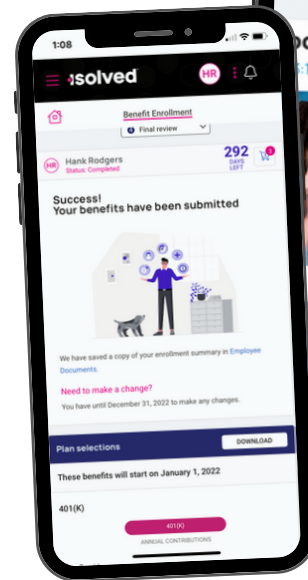 1:08
isolved
HR
Benefit Enrollment
Final review
HR
Hank Rodgers
Status: Completed
292
DAYS
LEFT
Success!
Your benefits have been submitted
We have saved a copy of your enrollment summary in Employee
Documents.
Need to make a change?
You have until December 31, 2022 to make any changes.
Plan selections
DOWNLOAD
These benefits will start on January 1, 2022
401(K)
401(K)
ANNUAL CONTRIBUTIONS